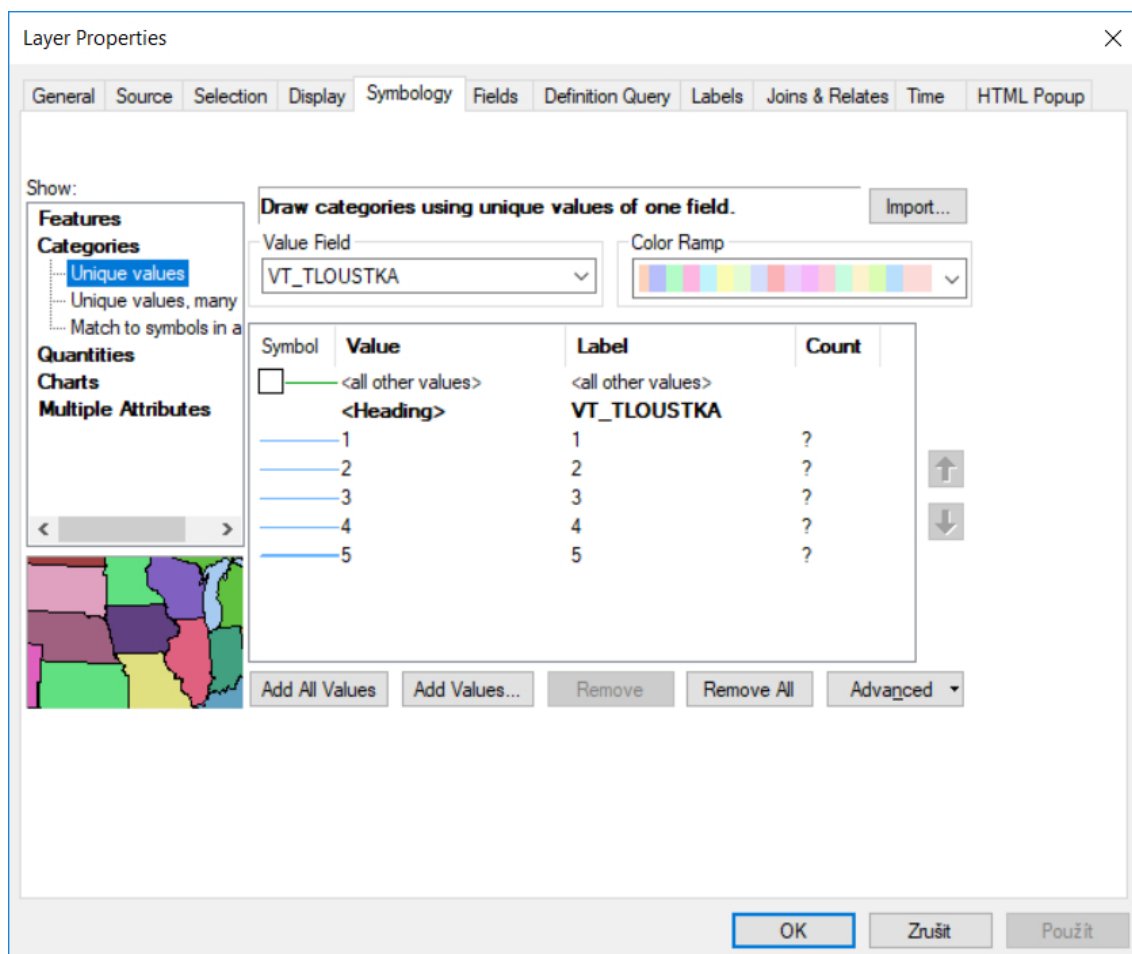 Layer Properties
General Source Selection Display Symbology Fields Definition Query Labels Joins & Relates Time HTML Popup
Show:
Features
Categories
Unique values
Unique values, many
Match to symbols in a
Quantities
Charts
Multiple Attributes
Draw categories using unique values of one field.
Import...
Value Field
VT_TLOUSTKA
Color Ramp
Symbol Value Label Count
<all other values> <all other values>
<Heading> VT_TLOUSTKA
1 1 ?
2 2 ?
3 3 ?
4 4 ?
5 5 ?
Add All Values Add Values... Remove Remove All Advanced
OK Zrušit Použít